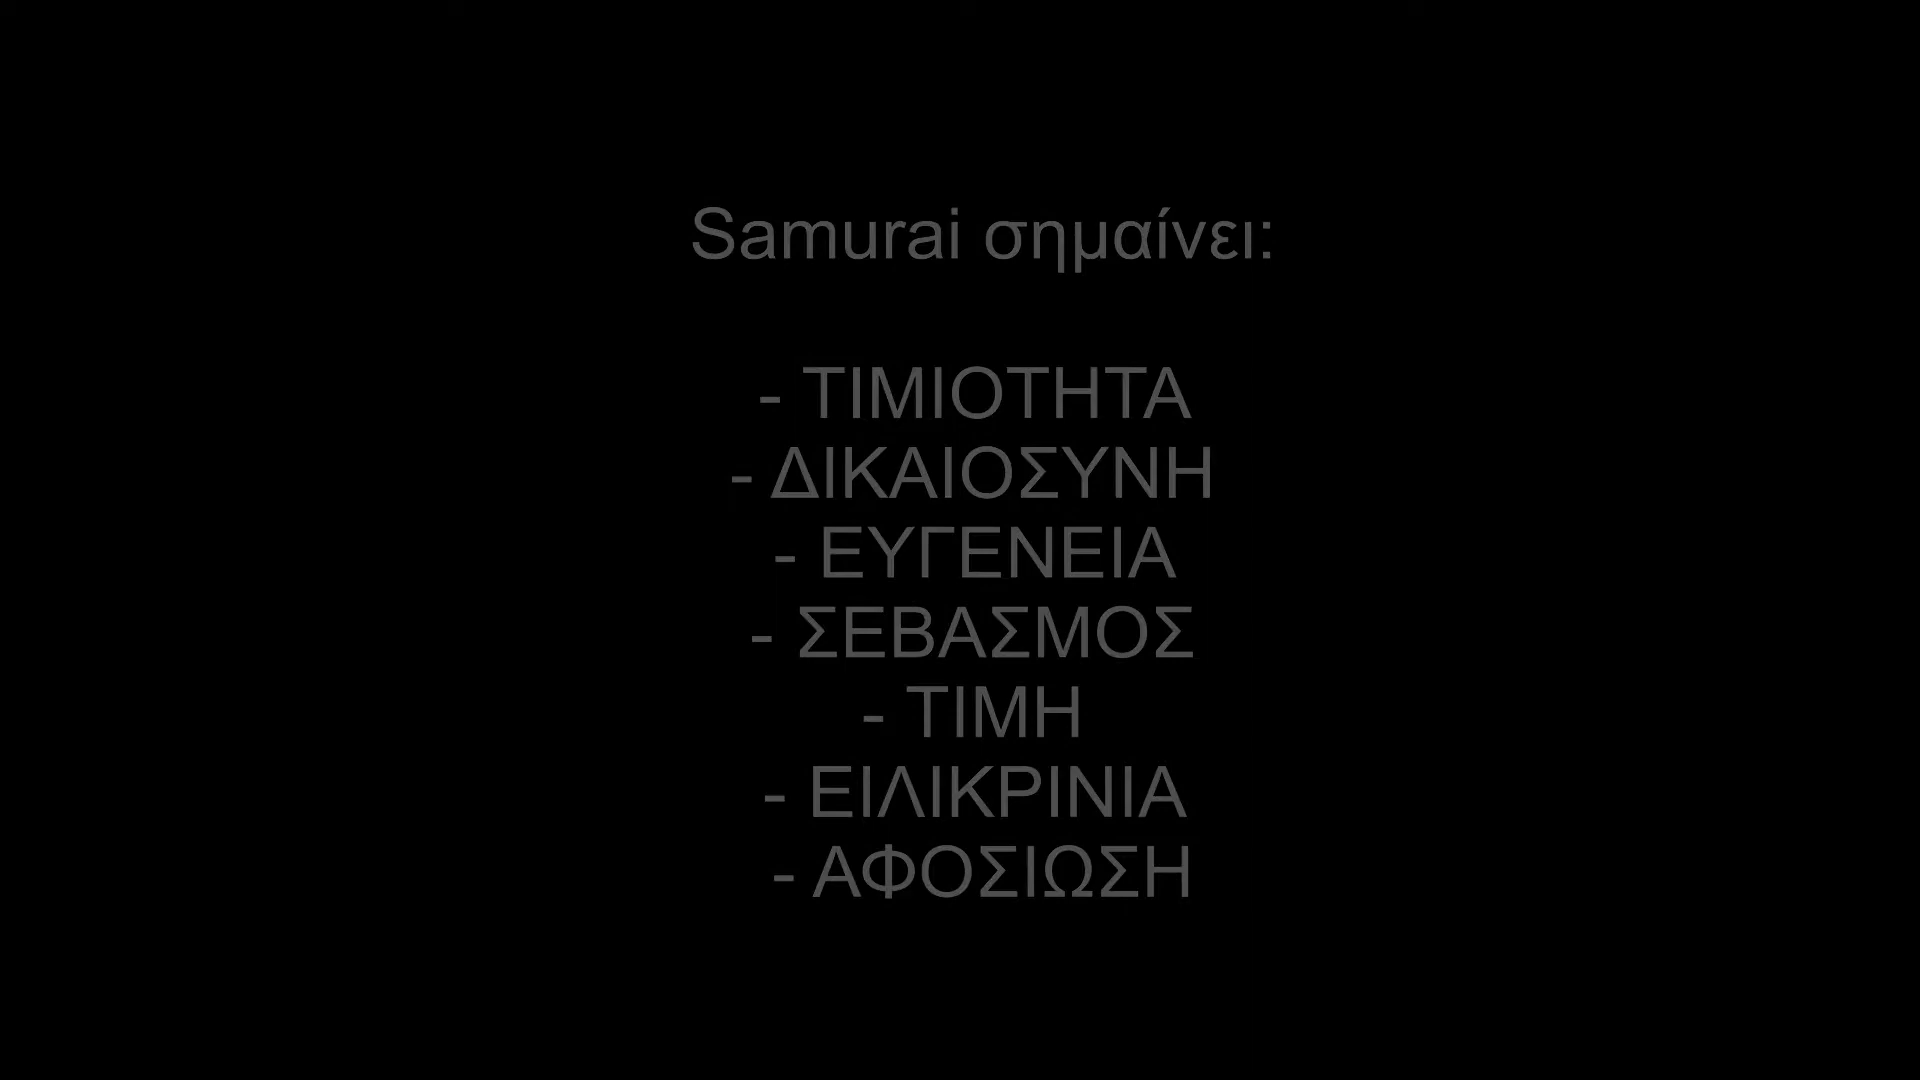 Samurai σημαίνει:
- ΤΙΜΙΟΤΗΤΑ
- ΔΙΚΑΙΟΣΥΝΗ
- ΕΥΓΕΝΕΙΑ
- ΣΕΒΑΣΜΟΣ
- ΤΙΜΗ
- ΕΙΛΙΚΡΙΝΙΑ
- ΑΦΟΣΙΩΣΗ